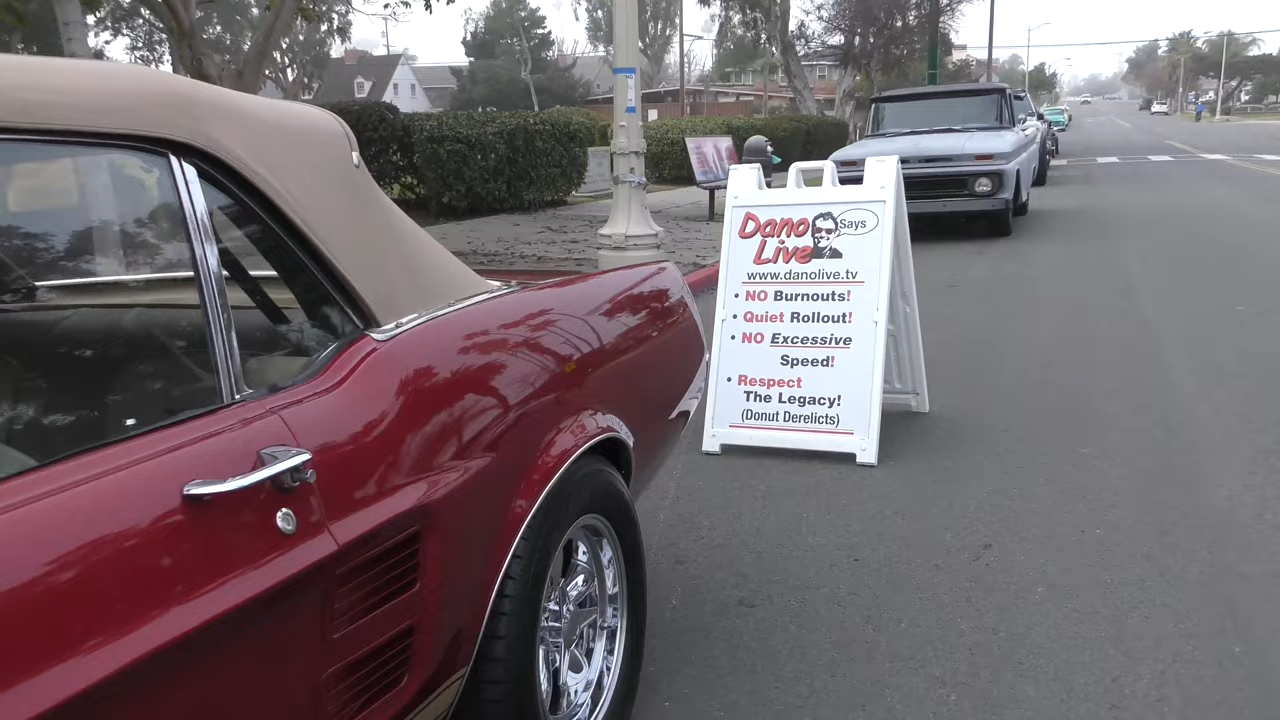 Dano
Says
Live
www.danolive.tv
• NO Burnouts!
• Quiet Rollout!
• NO Excessive
Speed!
• Respect
The Legacy!
(Donut Derelicts)